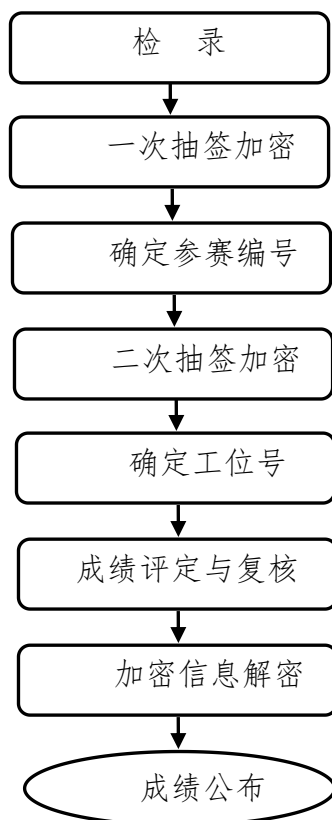 检 录
一次抽签加密
确定参赛编号
二次抽签加密
确定工位号
成绩评定与复核
加密信息解密
成绩公布